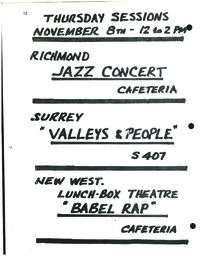 THURSDAY SESSIONS
NOVEMBER 8TH - 12 to 2 PM
RICHMOND
JAZZ CONCERT
CAFETERIA
SURREY
"VALLEYS & PEOPLE"
S 407
NEW WEST.
LUNCH-BOX THEATRE
"BABEL RAP"
CAFETERIA